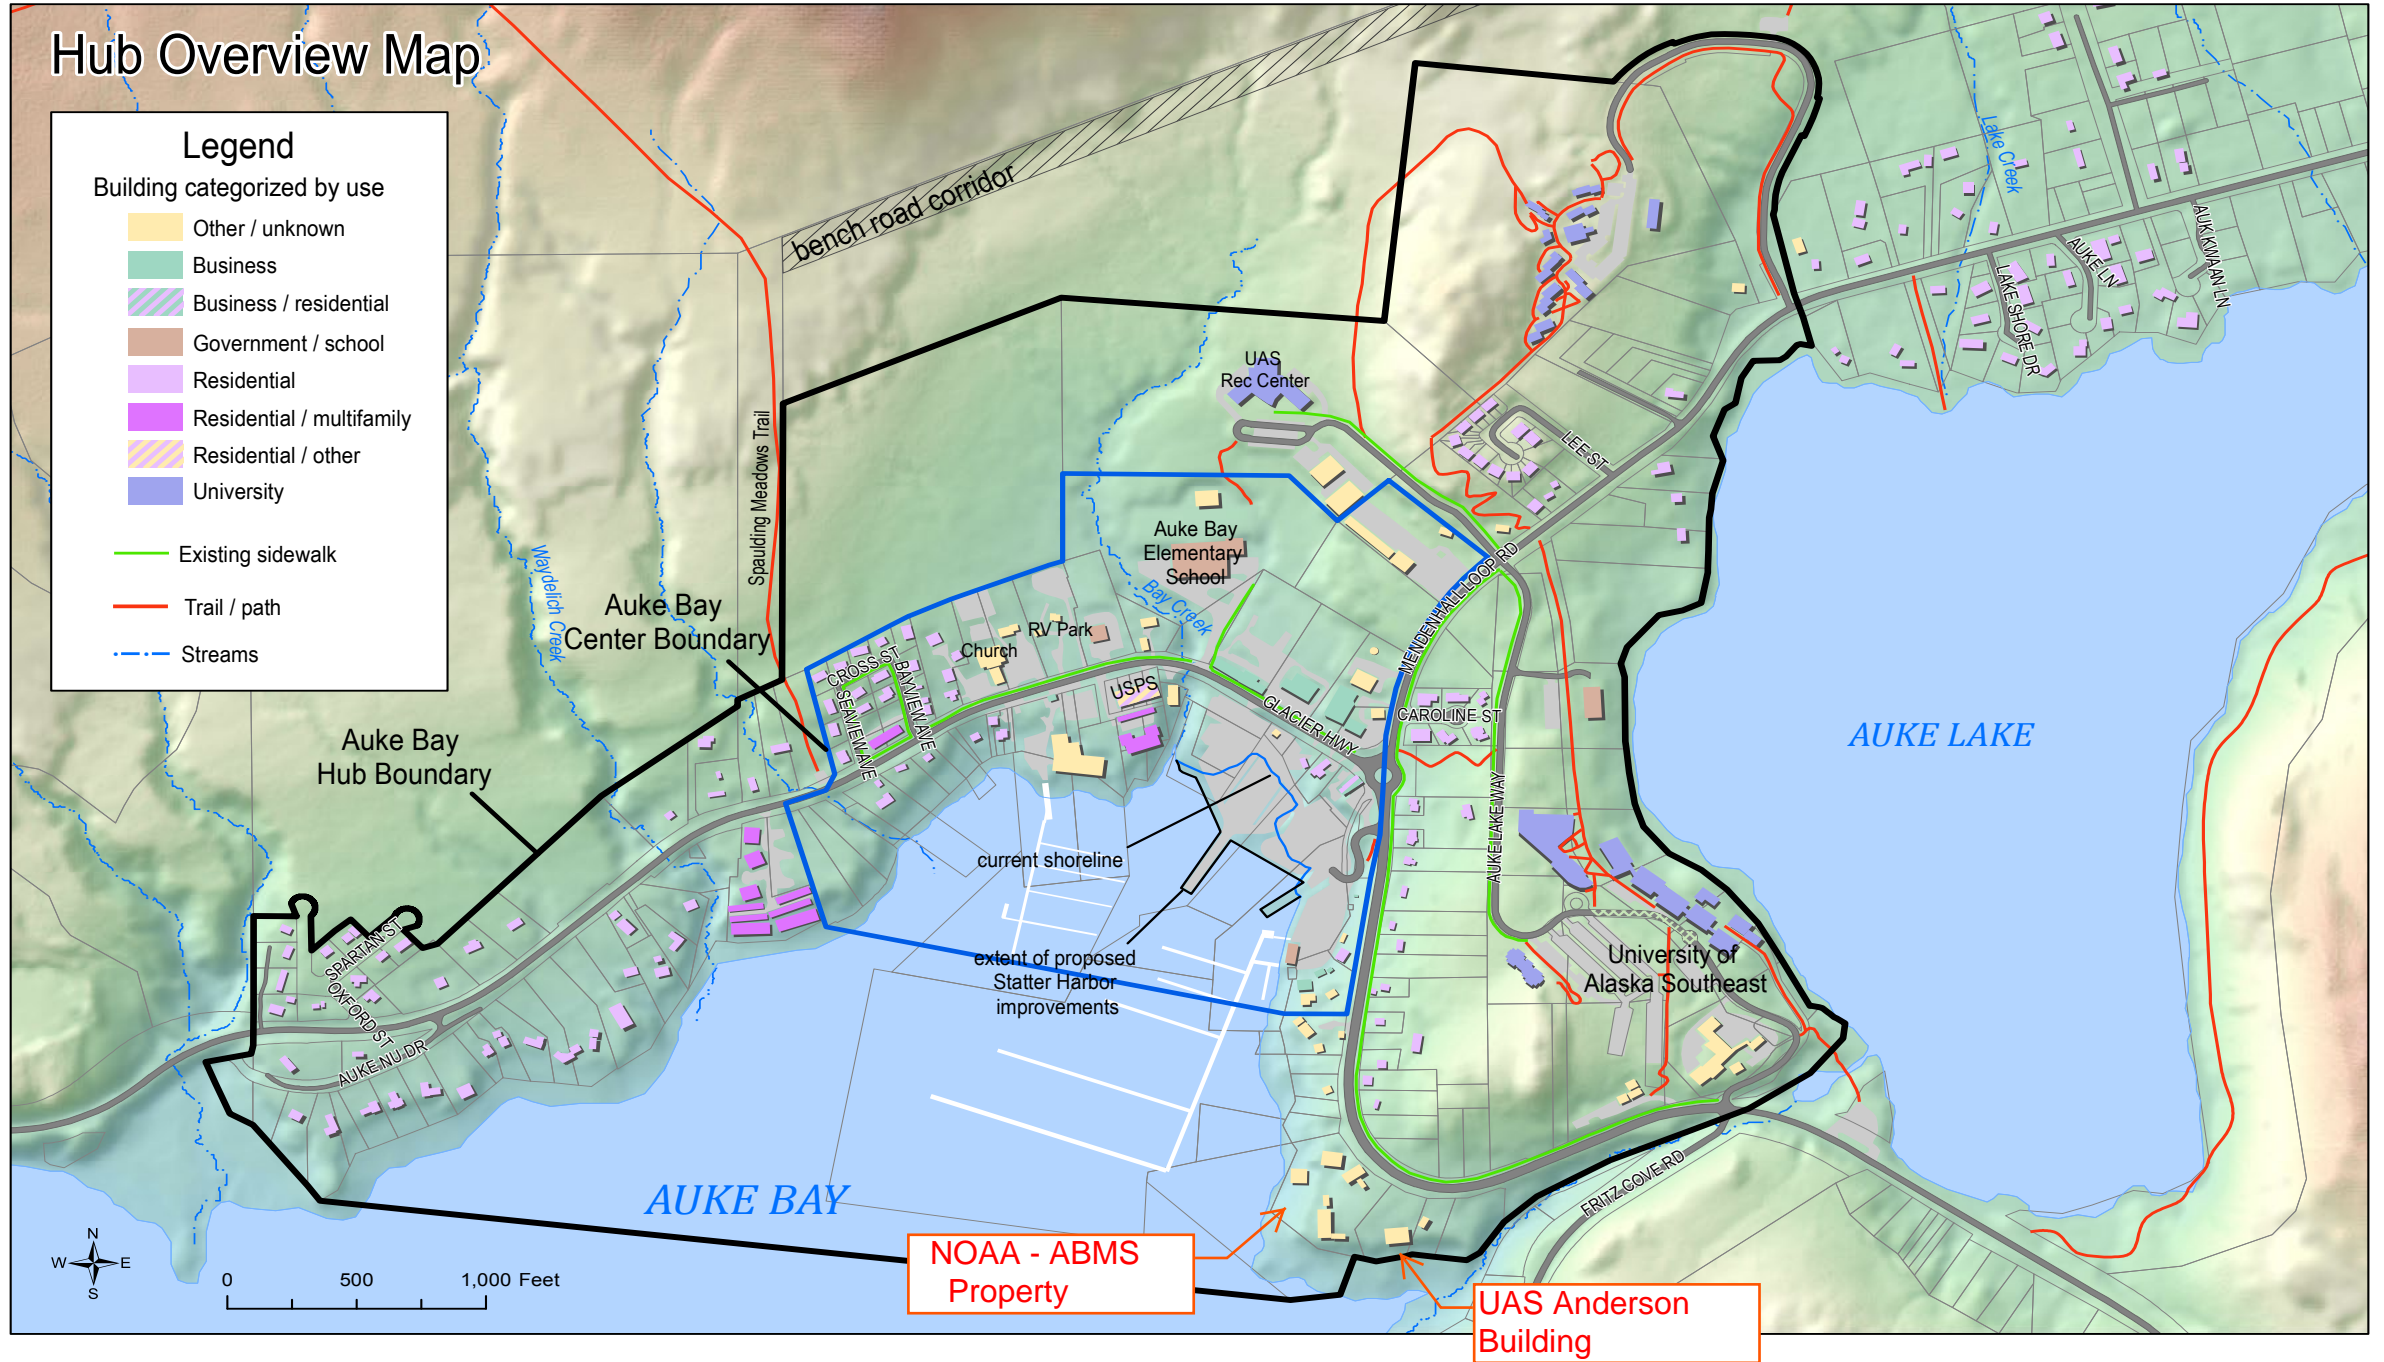 Hub Overview Map
Legend
Building categorized by use
Other / unknown
Business
Business / residential
Government / school
Residential
Residential / multifamily
Residential / other
University
Existing sidewalk
Trail / path
Streams
bench road corridor
Spaulding Meadows Trail
Waydelich Creek
Lake Creek
AUK KWAAN LN
AUKE LN
LAKE SHORE DR
UAS
Rec Center
LEE ST
Auke Bay
Elementary
School
Bay Creek
MENDENHALL LOOP RD
Auke Bay
Center Boundary
RV Park
Church
CROSS ST
BAYVIEW AVE
SEAVIEW AVE
USPS
GLACIER HWY
CAROLINE ST
AUKE LAKE WAY
AUKE LAKE
Auke Bay
Hub Boundary
current shoreline
extent of proposed
Statter Harbor
improvements
University of
Alaska Southeast
SPARTAN ST
OXFORD ST
AUKE NU DR
FRITZ COVE RD
AUKE BAY
NOAA - ABMS
Property
UAS Anderson
Building
N
W
E
S
0 500 1,000 Feet